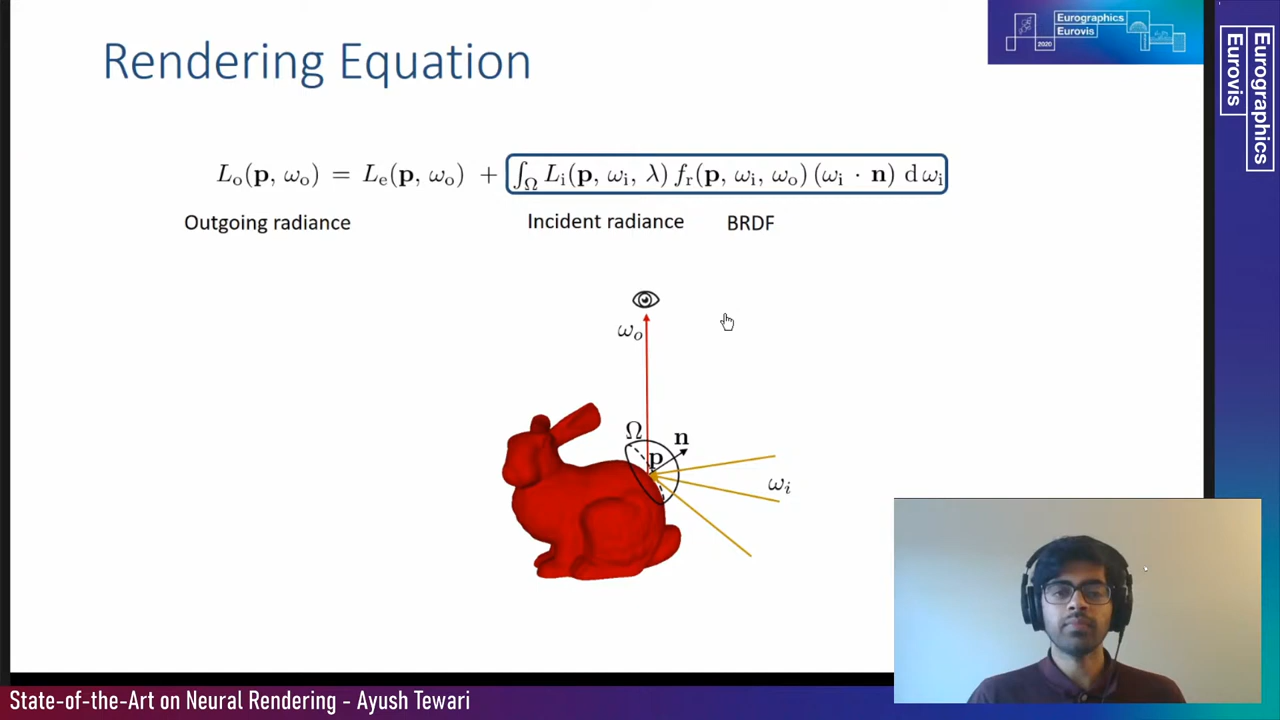 Rendering Equation
Eurographics
Eurovis
2020
Eurographics
Eurovis
Lo(p, ωo) = Le(p, ωo) + ∫Ω Li(p, ωi, λ) fr(p, ωi, ωo) (ωi · n) dωi
Outgoing radiance
Incident radiance
BRDF
ωo
Ω
n
p
ωi
State-of-the-Art on Neural Rendering - Ayush Tewari